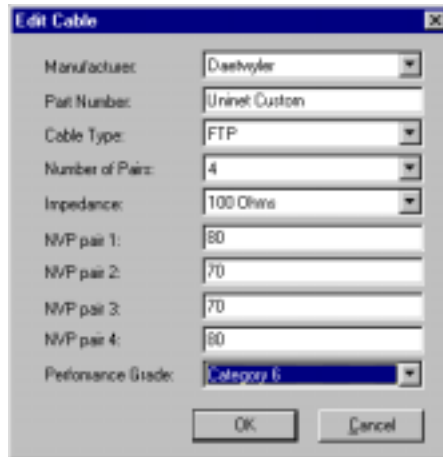 Edit Cable
Manufacturer: Daetwyler
Part Number: Uninet Custom
Cable Type: FTP
Number of Pairs: 4
Impedance: 100 Ohms
NVP pair 1: 80
NVP pair 2: 70
NVP pair 3: 70
NVP pair 4: 80
Perfomance Grade: Category 6
OK Cancel